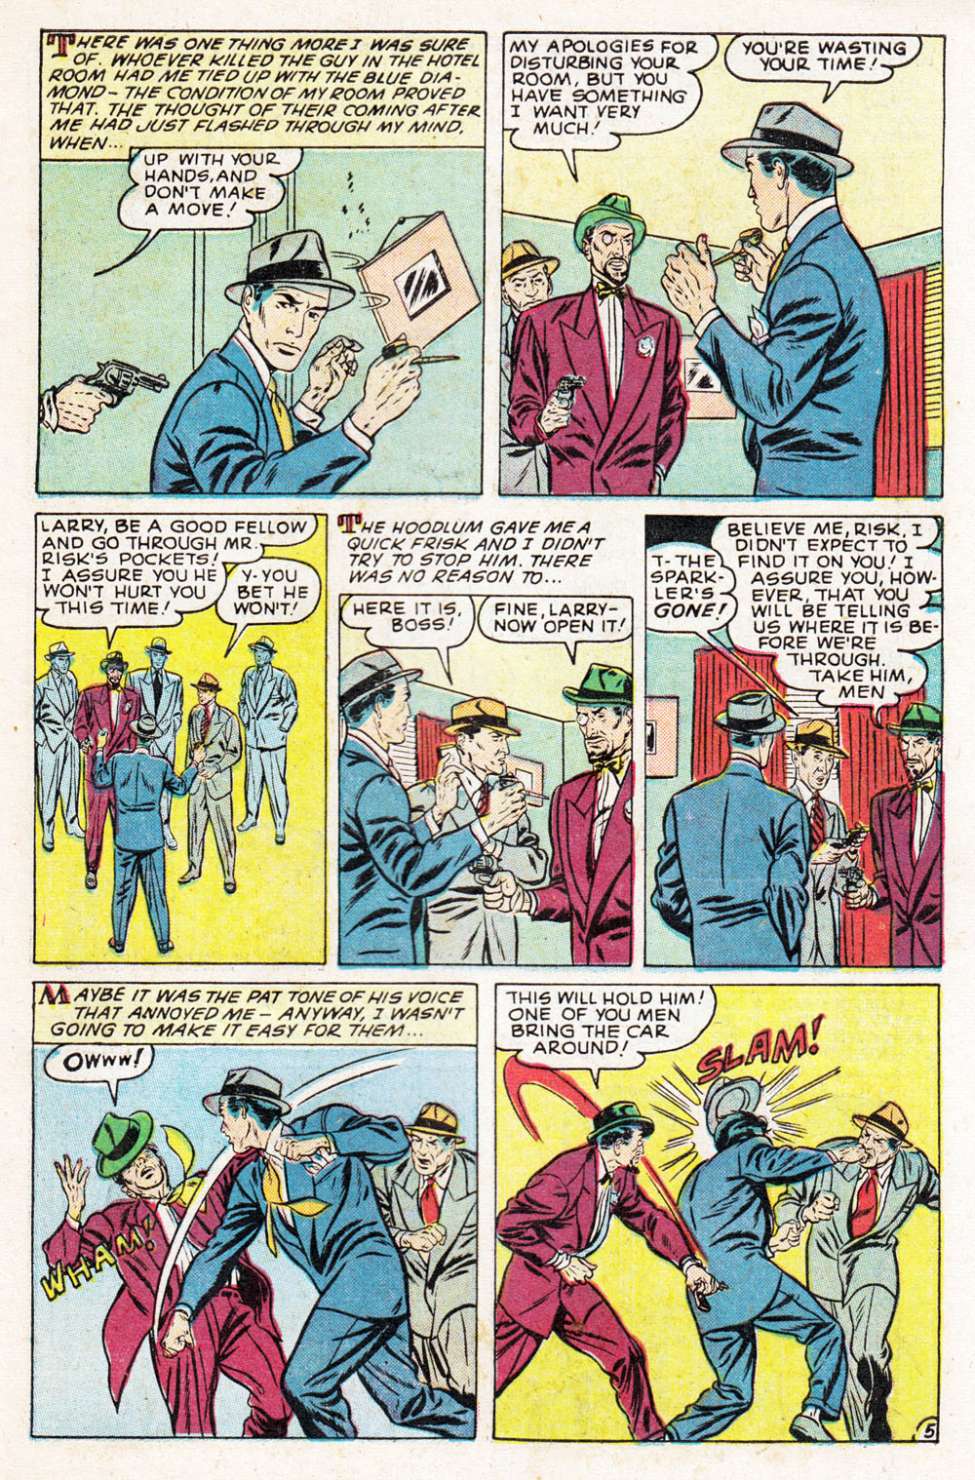 THERE WAS ONE THING MORE I WAS SURE
OF. WHOEVER KILLED THE GUY IN THE HOTEL
ROOM HAD ME TIED UP WITH THE BLUE DIA-
MOND - THE CONDITION OF MY ROOM PROVED
THAT. THE THOUGHT OF THEIR COMING AFTER
ME HAD JUST FLASHED THROUGH MY MIND,
WHEN...
UP WITH YOUR
HANDS, AND
DON'T MAKE
A MOVE!
MY APOLOGIES FOR
DISTURBING YOUR
ROOM, BUT YOU
HAVE SOMETHING
I WANT VERY
MUCH!
YOU'RE WASTING
YOUR TIME!
LARRY, BE A GOOD FELLOW
AND GO THROUGH MR.
RISK'S POCKETS!
I ASSURE YOU HE
WON'T HURT YOU
THIS TIME!
Y-YOU
BET HE
WON'T!
THE HOODLUM GAVE ME A
QUICK FRISK AND I DIDN'T
TRY TO STOP HIM. THERE
WAS NO REASON TO...
HERE IT IS,
BOSS!
FINE, LARRY-
NOW OPEN IT!
T-THE
SPARK-
LER'S
GONE!
BELIEVE ME, RISK, I
DIDN'T EXPECT TO
FIND IT ON YOU! I
ASSURE YOU, HOW-
EVER, THAT YOU
WILL BE TELLING
US WHERE IT IS BE-
FORE WE'RE
THROUGH.
TAKE HIM,
MEN
MAYBE IT WAS THE PAT TONE OF HIS VOICE
THAT ANNOYED ME - ANYWAY, I WASN'T
GOING TO MAKE IT EASY FOR THEM...
OWWW!
WHAM!
THIS WILL HOLD HIM!
ONE OF YOU MEN
BRING THE CAR
AROUND!
SLAM!
5